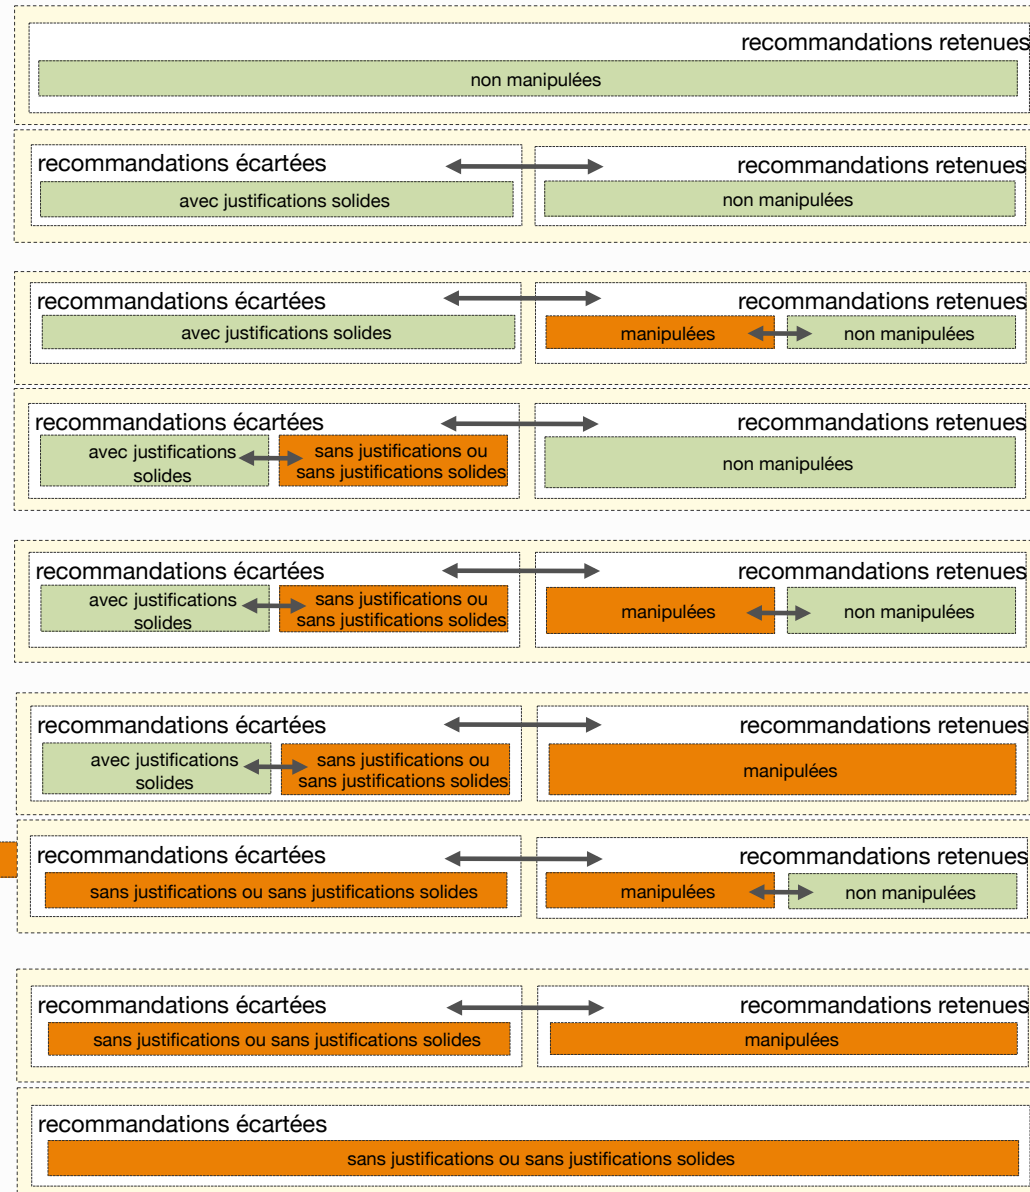 recommandations retenues
non manipulées
recommandations écartées
recommandations retenues
avec justifications solides
non manipulées
recommandations écartées
recommandations retenues
avec justifications solides
manipulées
non manipulées
recommandations écartées
recommandations retenues
avec justifications
solides
sans justifications ou
sans justifications solides
non manipulées
recommandations écartées
recommandations retenues
avec justifications
solides
sans justifications ou
sans justifications solides
manipulées
non manipulées
recommandations écartées
recommandations retenues
avec justifications
solides
sans justifications ou
sans justifications solides
manipulées
recommandations écartées
recommandations retenues
sans justifications ou sans justifications solides
manipulées
non manipulées
recommandations écartées
recommandations retenues
sans justifications ou sans justifications solides
manipulées
recommandations écartées
sans justifications ou sans justifications solides